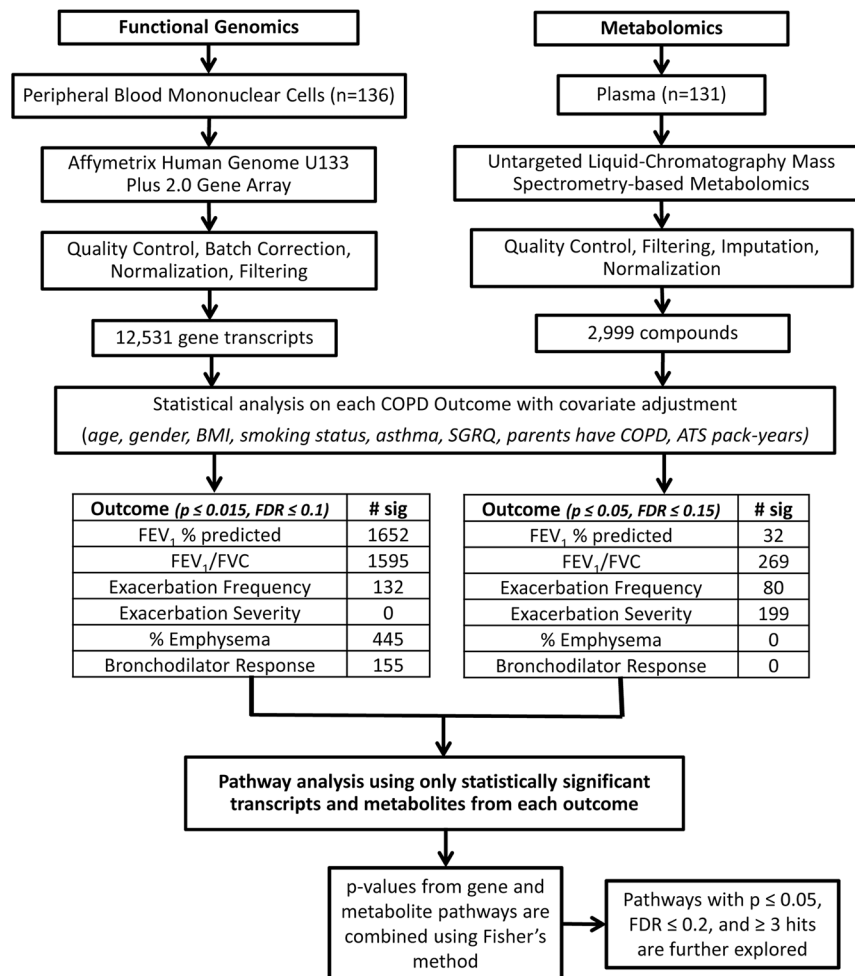 Functional Genomics
Peripheral Blood Mononuclear Cells (n=136)
Affymetrix Human Genome U133
Plus 2.0 Gene Array
Quality Control, Batch Correction,
Normalization, Filtering
12,531 gene transcripts
Metabolomics
Plasma (n=131)
Untargeted Liquid-Chromatography Mass
Spectrometry-based Metabolomics
Quality Control, Filtering, Imputation,
Normalization
2,999 compounds
Statistical analysis on each COPD Outcome with covariate adjustment
(age, gender, BMI, smoking status, asthma, SGRQ, parents have COPD, ATS pack-years)
Outcome (p ≤ 0.015, FDR ≤ 0.1) # sig
FEV₁ % predicted 1652
FEV₁/FVC 1595
Exacerbation Frequency 132
Exacerbation Severity 0
% Emphysema 445
Bronchodilator Response 155
Outcome (p ≤ 0.05, FDR ≤ 0.15) # sig
FEV₁ % predicted 32
FEV₁/FVC 269
Exacerbation Frequency 80
Exacerbation Severity 199
% Emphysema 0
Bronchodilator Response 0
Pathway analysis using only statistically significant
transcripts and metabolites from each outcome
p-values from gene and
metabolite pathways are
combined using Fisher's
method
Pathways with p ≤ 0.05,
FDR ≤ 0.2, and ≥ 3 hits
are further explored